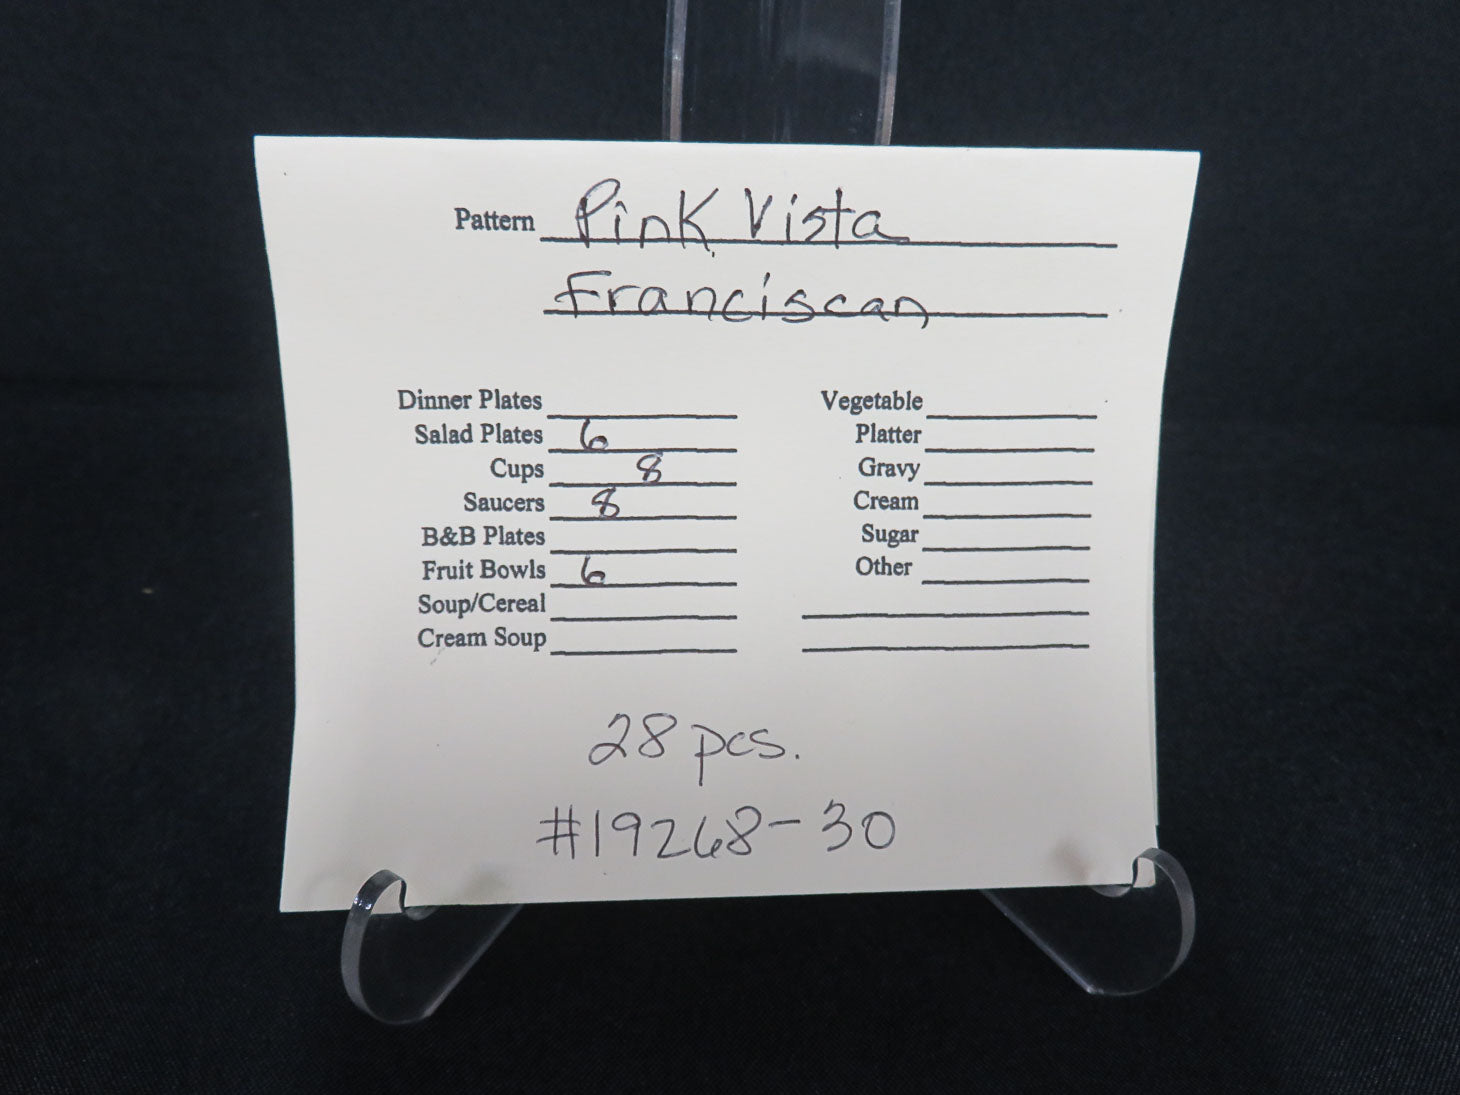 Pattern Pink Vista
Franciscan
Dinner Plates
Salad Plates 6
Cups 8
Saucers 8
B&B Plates
Fruit Bowls 6
Soup/Cereal
Cream Soup
Vegetable
Platter
Gravy
Cream
Sugar
Other
28 pcs.
#19268-30